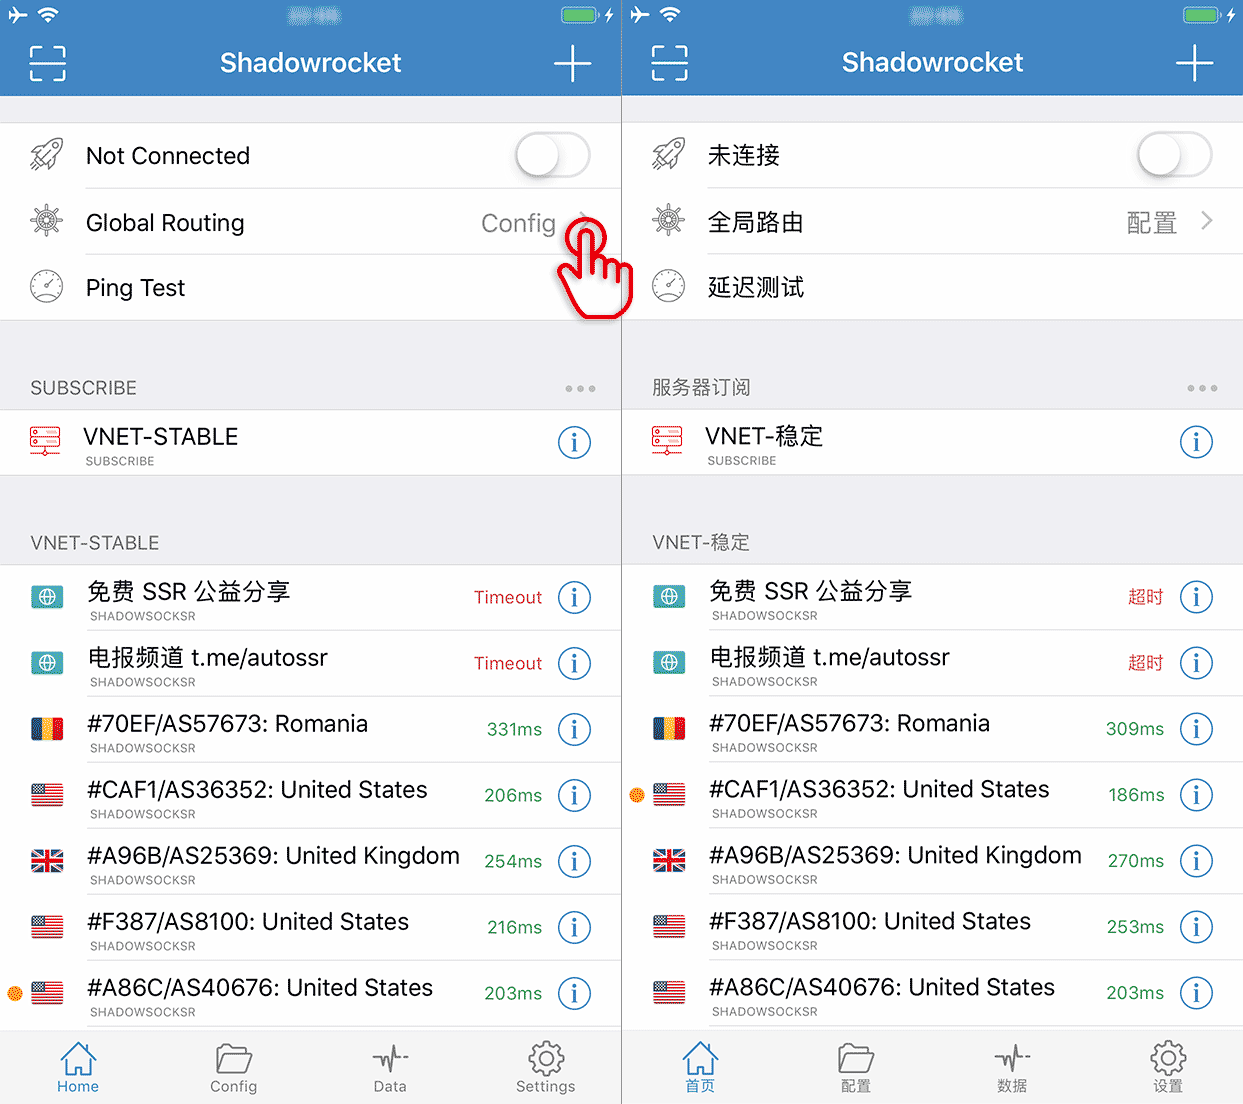 Shadowrocket
Not Connected
Global Routing Config
Ping Test
SUBSCRIBE
VNET-STABLE
SUBSCRIBE
VNET-STABLE
免费 SSR 公益分享 Timeout
SHADOWSOCKSR
电报频道 t.me/autossr Timeout
SHADOWSOCKSR
#70EF/AS57673: Romania 331ms
SHADOWSOCKSR
#CAF1/AS36352: United States 206ms
SHADOWSOCKSR
#A96B/AS25369: United Kingdom 254ms
SHADOWSOCKSR
#F387/AS8100: United States 216ms
SHADOWSOCKSR
#A86C/AS40676: United States 203ms
SHADOWSOCKSR
Home Config Data Settings
Shadowrocket
未连接
全局路由 配置
延迟测试
服务器订阅
VNET-稳定
SUBSCRIBE
VNET-稳定
免费 SSR 公益分享 超时
SHADOWSOCKSR
电报频道 t.me/autossr 超时
SHADOWSOCKSR
#70EF/AS57673: Romania 309ms
SHADOWSOCKSR
#CAF1/AS36352: United States 186ms
SHADOWSOCKSR
#A96B/AS25369: United Kingdom 270ms
SHADOWSOCKSR
#F387/AS8100: United States 253ms
SHADOWSOCKSR
#A86C/AS40676: United States 203ms
SHADOWSOCKSR
首页 配置 数据 设置